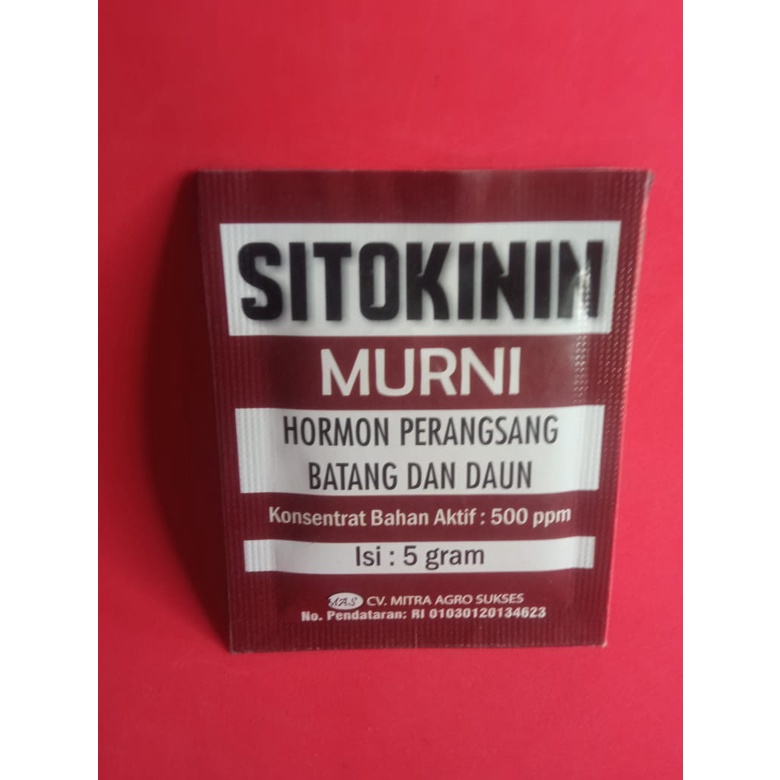 SITOKININ
MURNI
HORMON PERANGSANG
BATANG DAN DAUN
Konsentrat Bahan Aktif : 500 ppm
Isi : 5 gram
MAS CV. MITRA AGRO SUKSES
No. Pendataran: RI 01030120134623